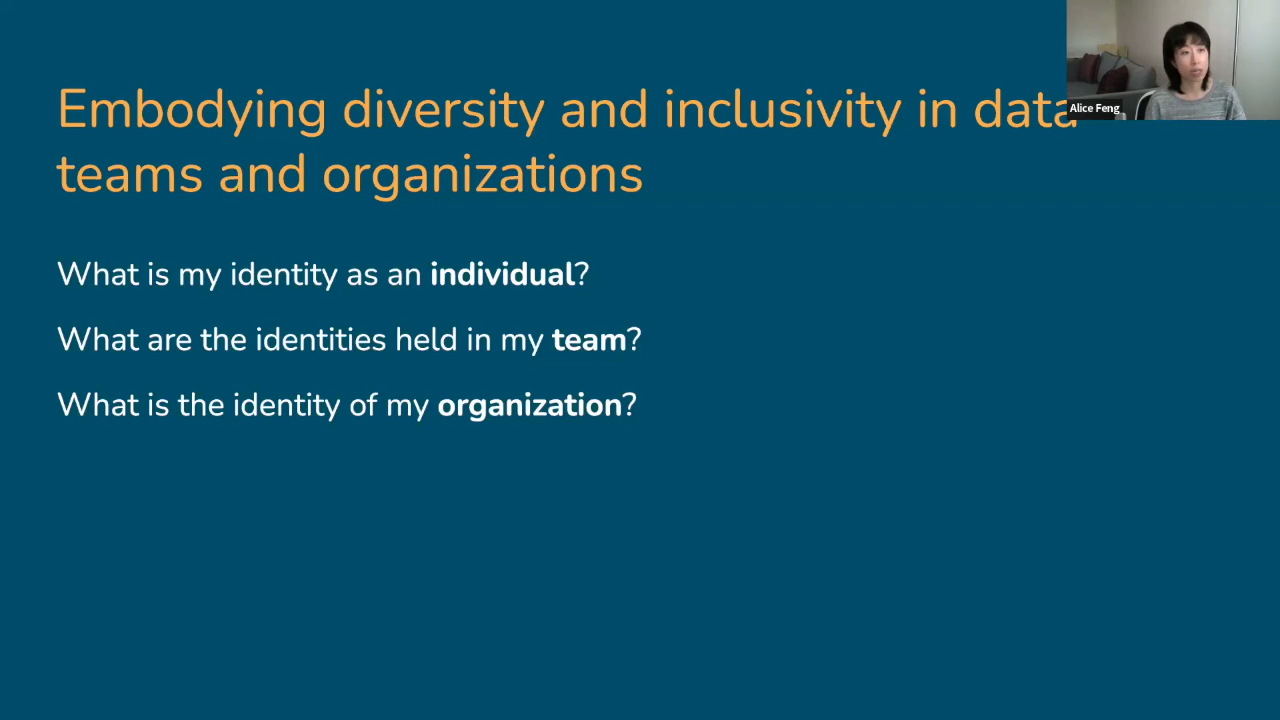 Embodying diversity and inclusivity in data
teams and organizations
Alice Feng
What is my identity as an individual?
What are the identities held in my team?
What is the identity of my organization?